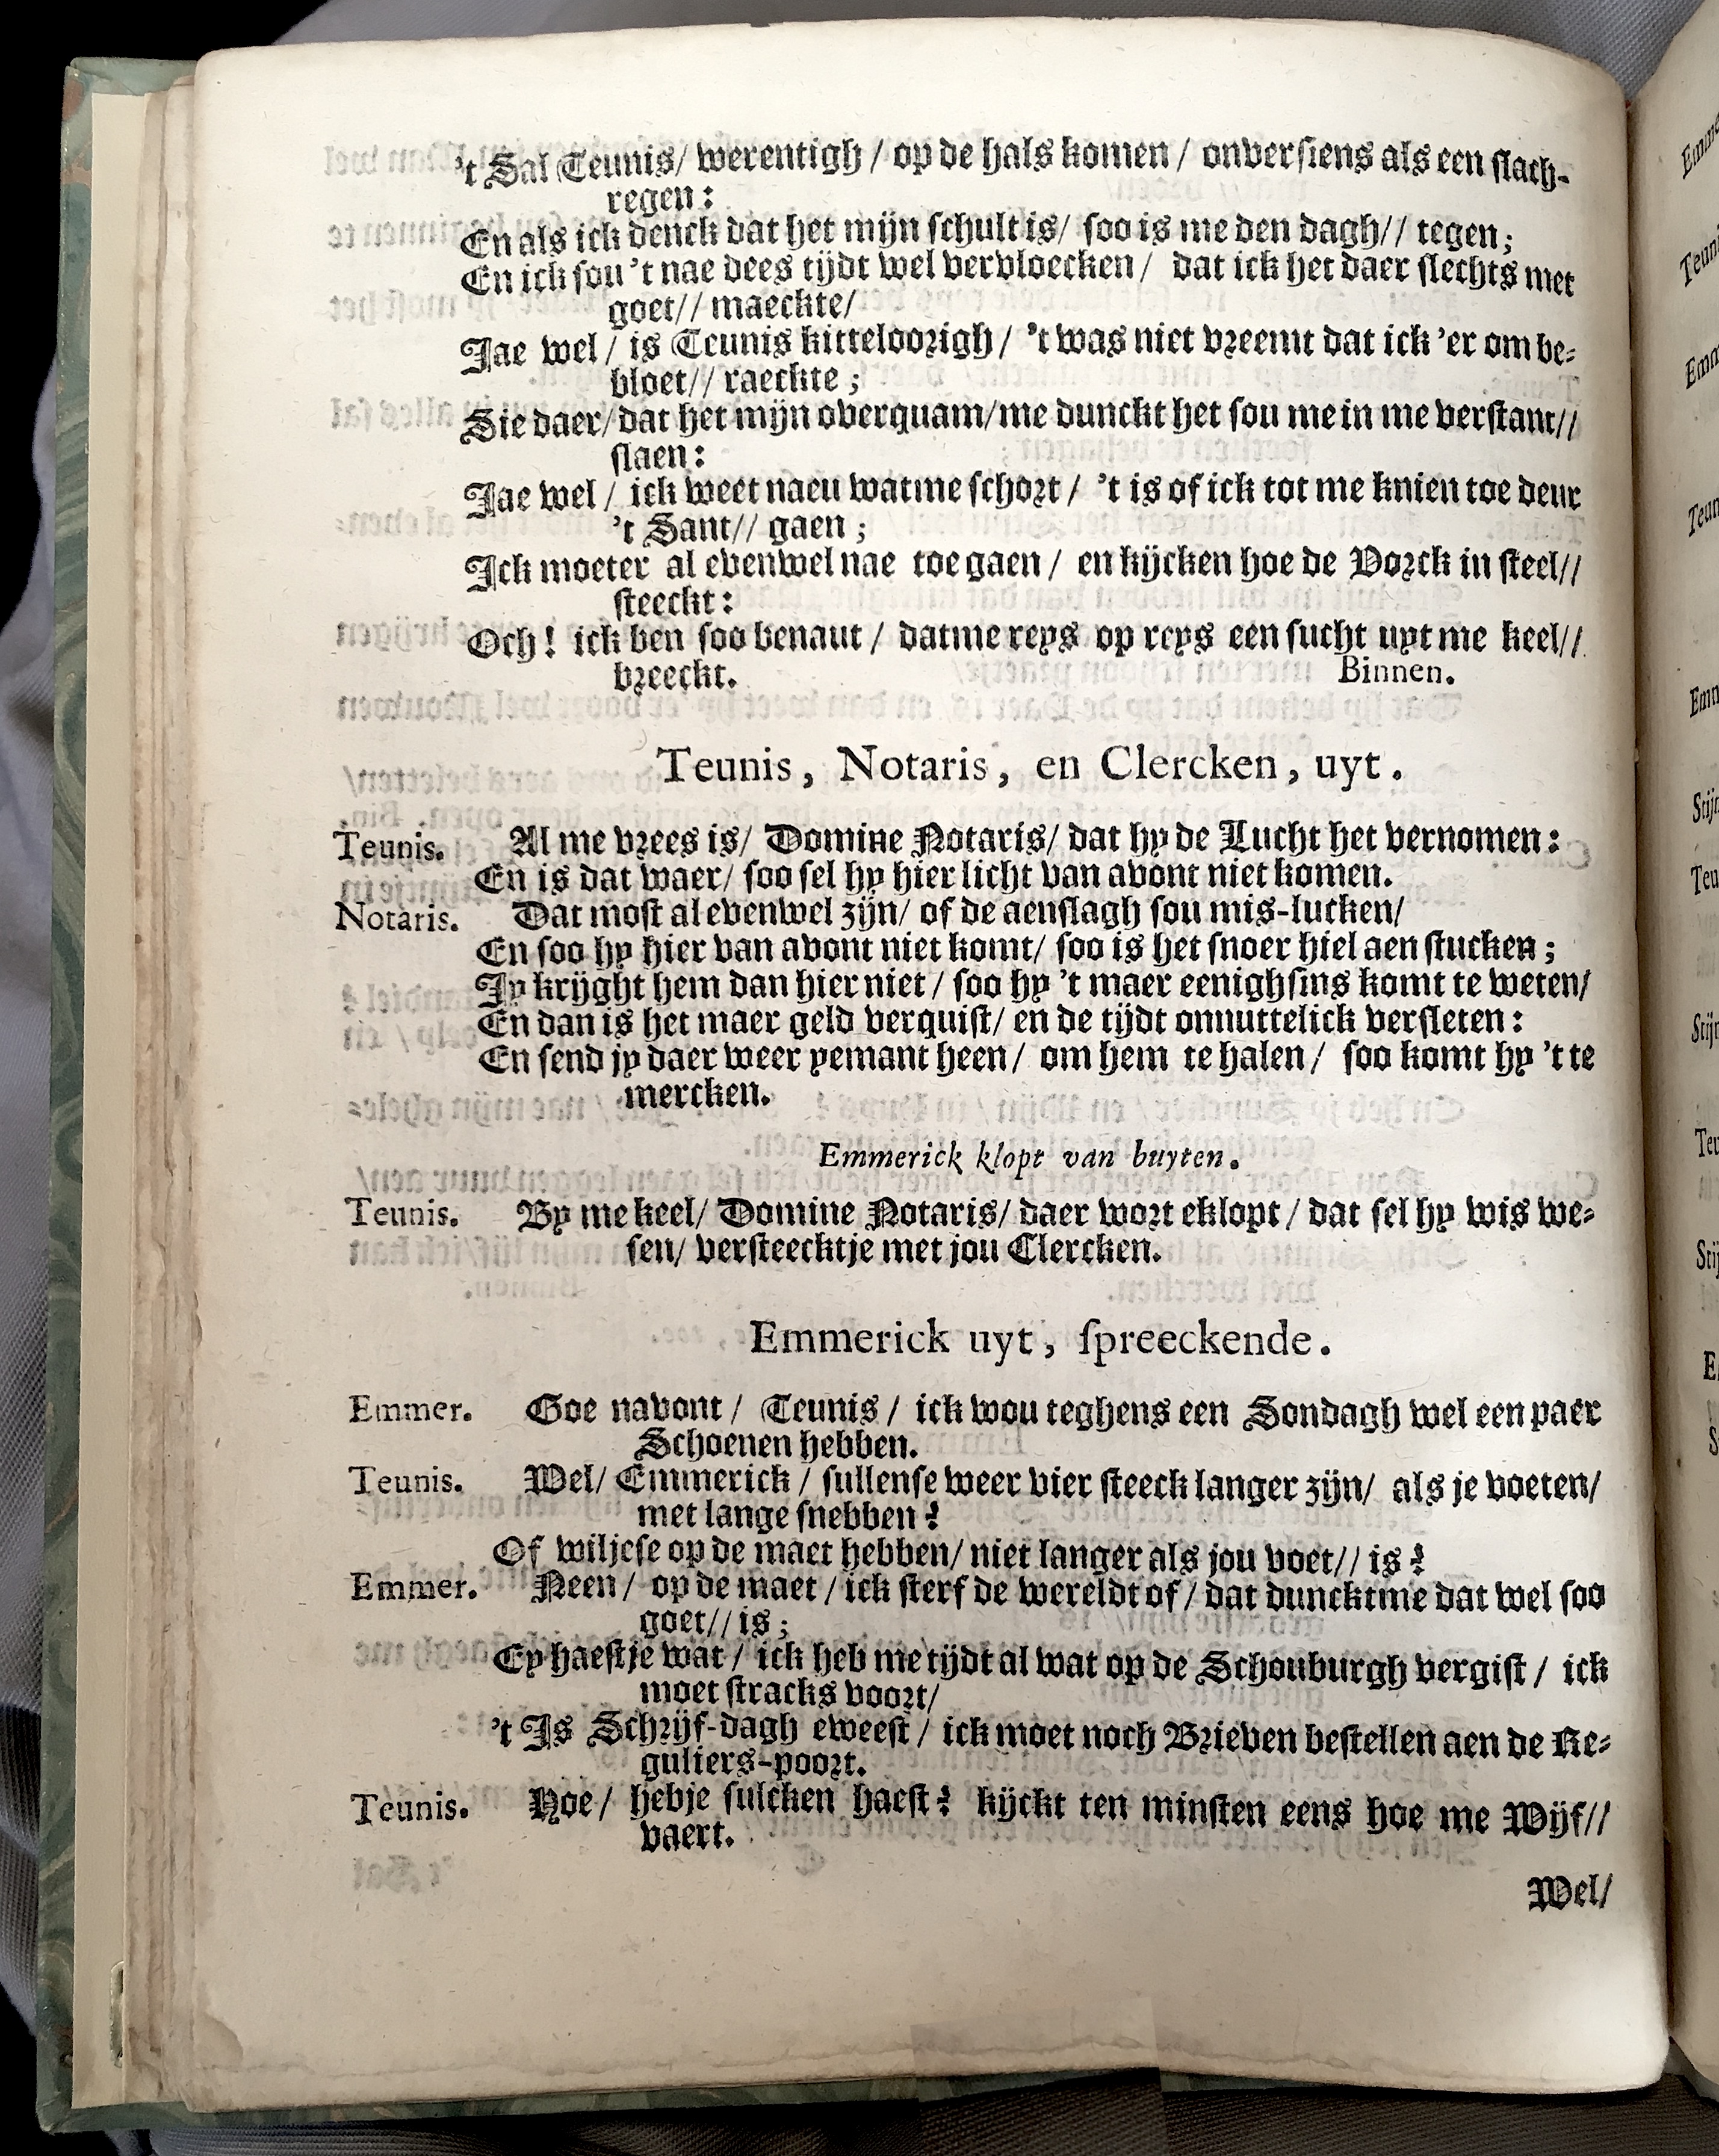 't Sal Teunis/ werentigh / op de hals komen / onversiens als een slach-
regen:
En als ick denck dat het mijn schult is/ soo is me den dagh// tegen;
En ick sou 't nae dees tijdt wel vervloecken / dat ick het daer slechts met
goet// maeckte/
Jae wel / is Teunis kitteloorigh / 't was niet vreemt dat ick 'er om be-
bloet// raeckte;
Sie daer/ dat het mijn overquam/ me dunckt het sou me in me verstant//
slaen:
Jae wel / ick weet naeu watme schort / 't is of ick tot me knien toe deur
't Sant// gaen;
Ick moeter al evenwel nae toe gaen / en kijcken hoe de Vorck in steel//
steeckt:
Och! ick ben soo benaut / datme reys op reys een sucht uyt me keel//
breeckt. Binnen.
Teunis, Notaris, en Clercken, uyt.
Teunis. Al me vrees is/ Domine Notaris/ dat hy de Lucht het vernomen:
En is dat waer/ soo sel hy hier licht van avont niet komen.
Notaris. Dat most al evenwel zijn/ of de aenslagh sou mis-lucken/
En soo hy hier van avont niet komt/ soo is het snoer hiel aen stucken;
Jy krijght hem dan hier niet / soo hy 't maer eenighsins komt te weten/
En dan is het maer geld verquist/ en de tijdt onnuttelick versleten:
En send jy daer weer yemant heen / om hem te halen / soo komt hy 't te
mercken.
Emmerick klopt van buyten.
Teunis. By me keel/ Domine Notaris/ daer wort eklopt / dat sel hy wis we-
sen/ versteecktje met jou Clercken.
Emmerick uyt, spreeckende.
Emmer. Goe navont / Teunis / ick wou teghens een Sondagh wel een paer
Schoenen hebben.
Teunis. Wel/ Emmerick / sullense weer vier steeck langer zijn/ als je voeten/
met lange snebben?
Of wiljese op de maet hebben/ niet langer als jou voet// is?
Emmer. Neen / op de maet / ick sterf de wereldt of / dat duncktme dat wel soo
goet// is;
Ey haestje wat / ick heb me tijdt al wat op de Schouburgh vergist / ick
moet stracks voort/
't Is Schrijf-dagh eweest / ick moet noch Brieven bestellen aen de Re-
guliers-poort.
Teunis. Hoe / hebje sulcken haest? kijckt ten minsten eens hoe me Wijf//
vaert.
Wel/